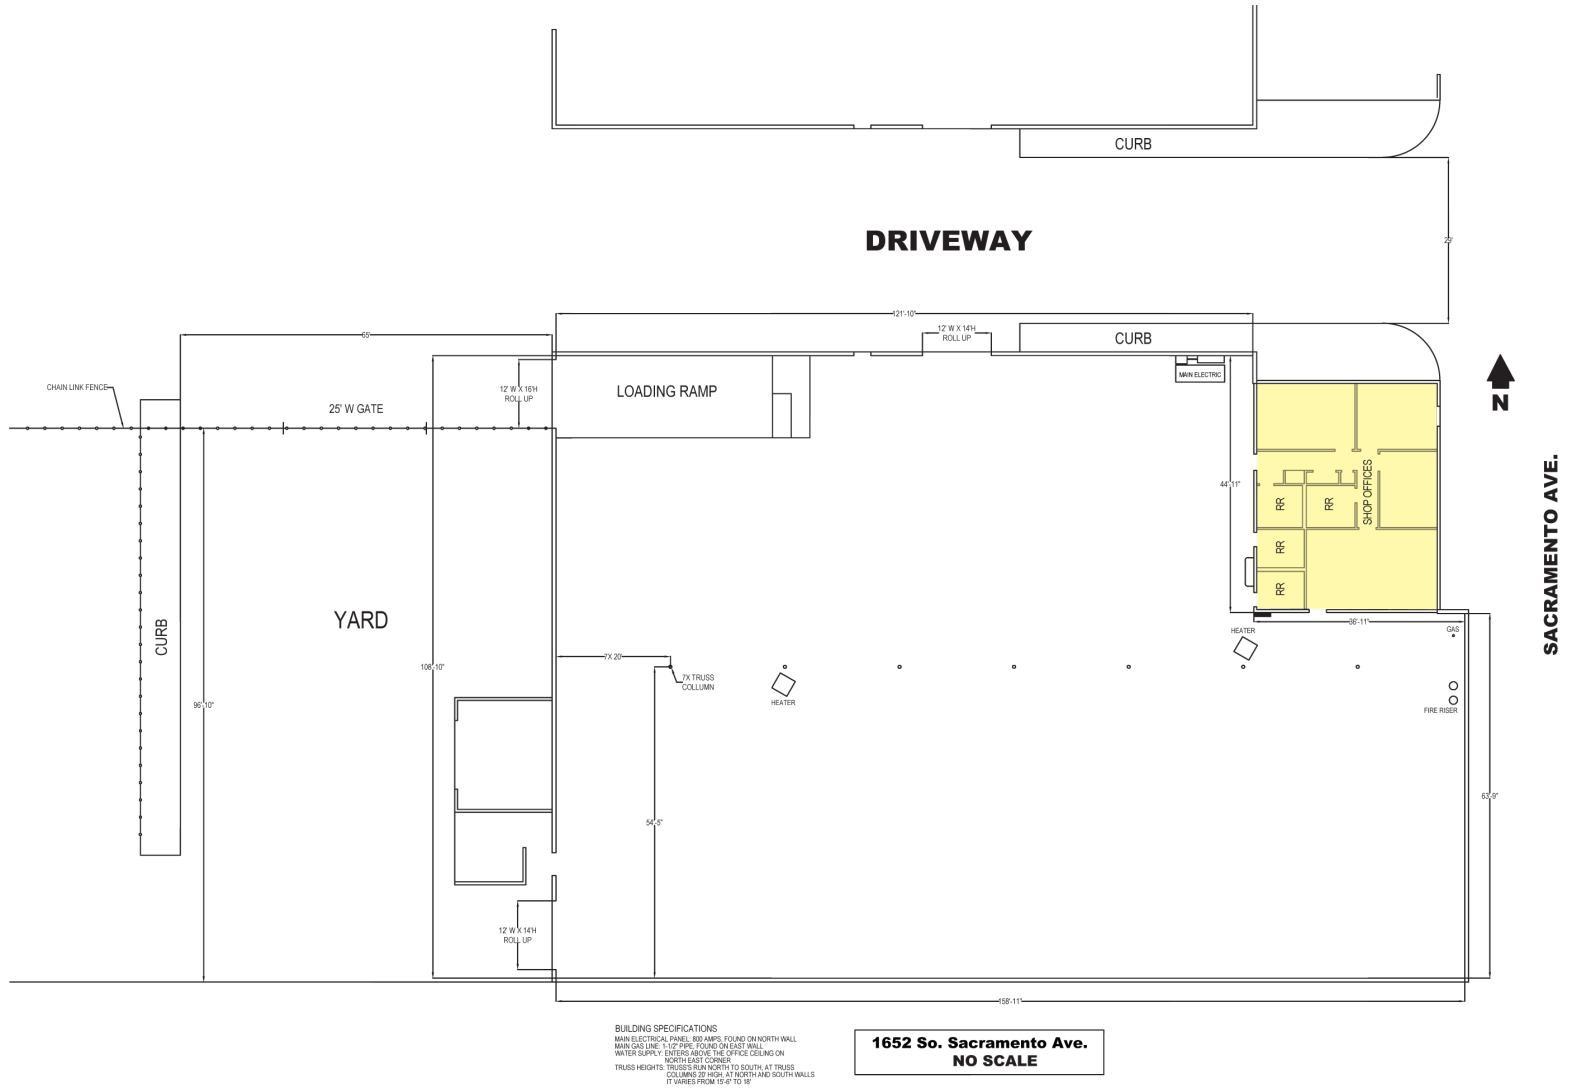 CURB
DRIVEWAY
29'
121'-10"
12' W X 14'H
ROLL UP
CURB
65'
CHAIN LINK FENCE
25' W GATE
12' W X 16'H
ROLL UP
LOADING RAMP
MAIN ELECTRIC
N
SACRAMENTO AVE.
44'-11"
RR
RR
SHOP OFFICES
RR
RR
CURB
YARD
108'-10"
96'-10"
7X 20'
7X TRUSS
COLLUMN
HEATER
HEATER
36'-11"
GAS
FIRE RISER
54'-5"
63'-9"
12' W X 14'H
ROLL UP
158'-11"
BUILDING SPECIFICATIONS
MAIN ELECTRICAL PANEL: 800 AMPS, FOUND ON NORTH WALL
MAIN GAS LINE: 1-1/2" PIPE, FOUND ON EAST WALL
WATER SUPPLY: ENTERS ABOVE THE OFFICE CEILING ON
NORTH EAST CORNER
TRUSS HEIGHTS: TRUSS'S RUN NORTH TO SOUTH, AT TRUSS
COLUMNS 20' HIGH, AT NORTH AND SOUTH WALLS
IT VARIES FROM 15'-6" TO 18'
1652 So. Sacramento Ave.
NO SCALE